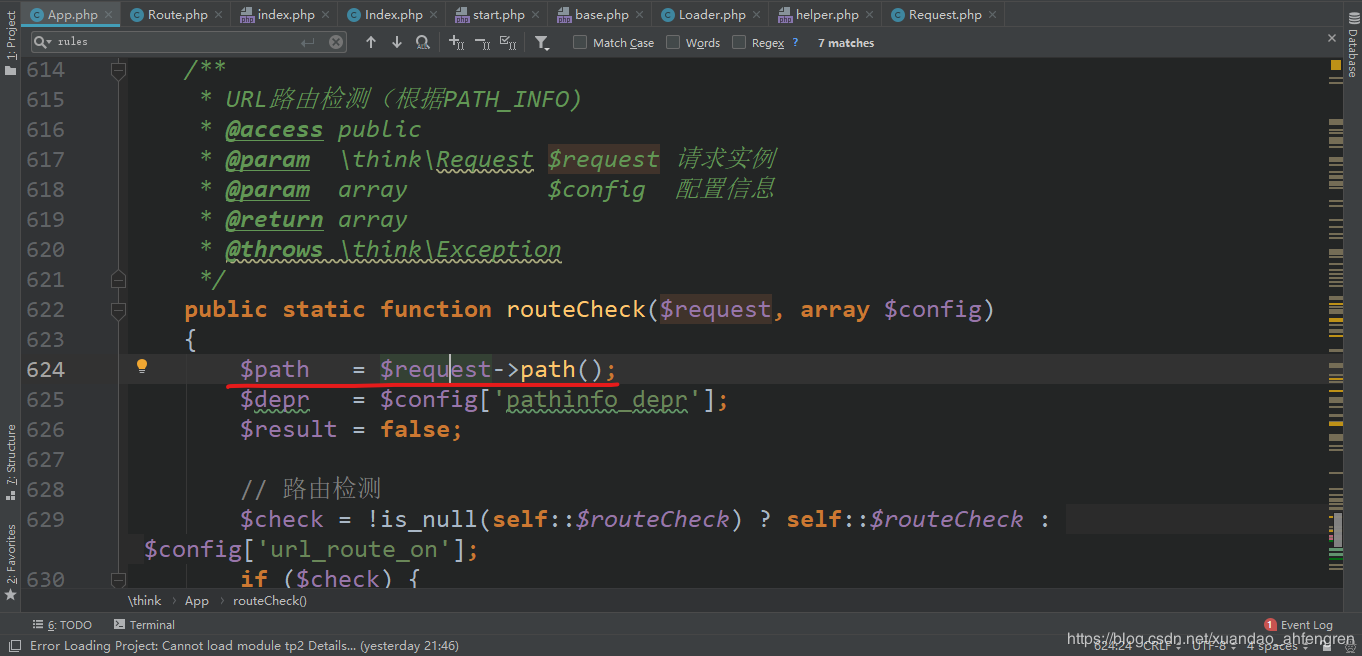 App.php Route.php index.php Index.php start.php base.php Loader.php helper.php Request.php
rules Match Case Words Regex ? 7 matches
1: Project
Database
614 /**
615 * URL路由检测（根据PATH_INFO)
616 * @access public
617 * @param \think\Request $request 请求实例
618 * @param array $config 配置信息
619 * @return array
620 * @throws \think\Exception
621 */
622 public static function routeCheck($request, array $config)
623 {
624 $path = $request->path();
625 $depr = $config['pathinfo_depr'];
626 $result = false;
627
628 // 路由检测
629 $check = !is_null(self::$routeCheck) ? self::$routeCheck :
$config['url_route_on'];
630 if ($check) {
7: Structure
2: Favorites
\think App routeCheck()
6: TODO Terminal 1 Event Log
Error Loading Project: Cannot load module tp2 Details... (yesterday 21:46) 624:24 CRLF UTF-8 4 spaces
https://blog.csdn.net/xuandao_ahfengren